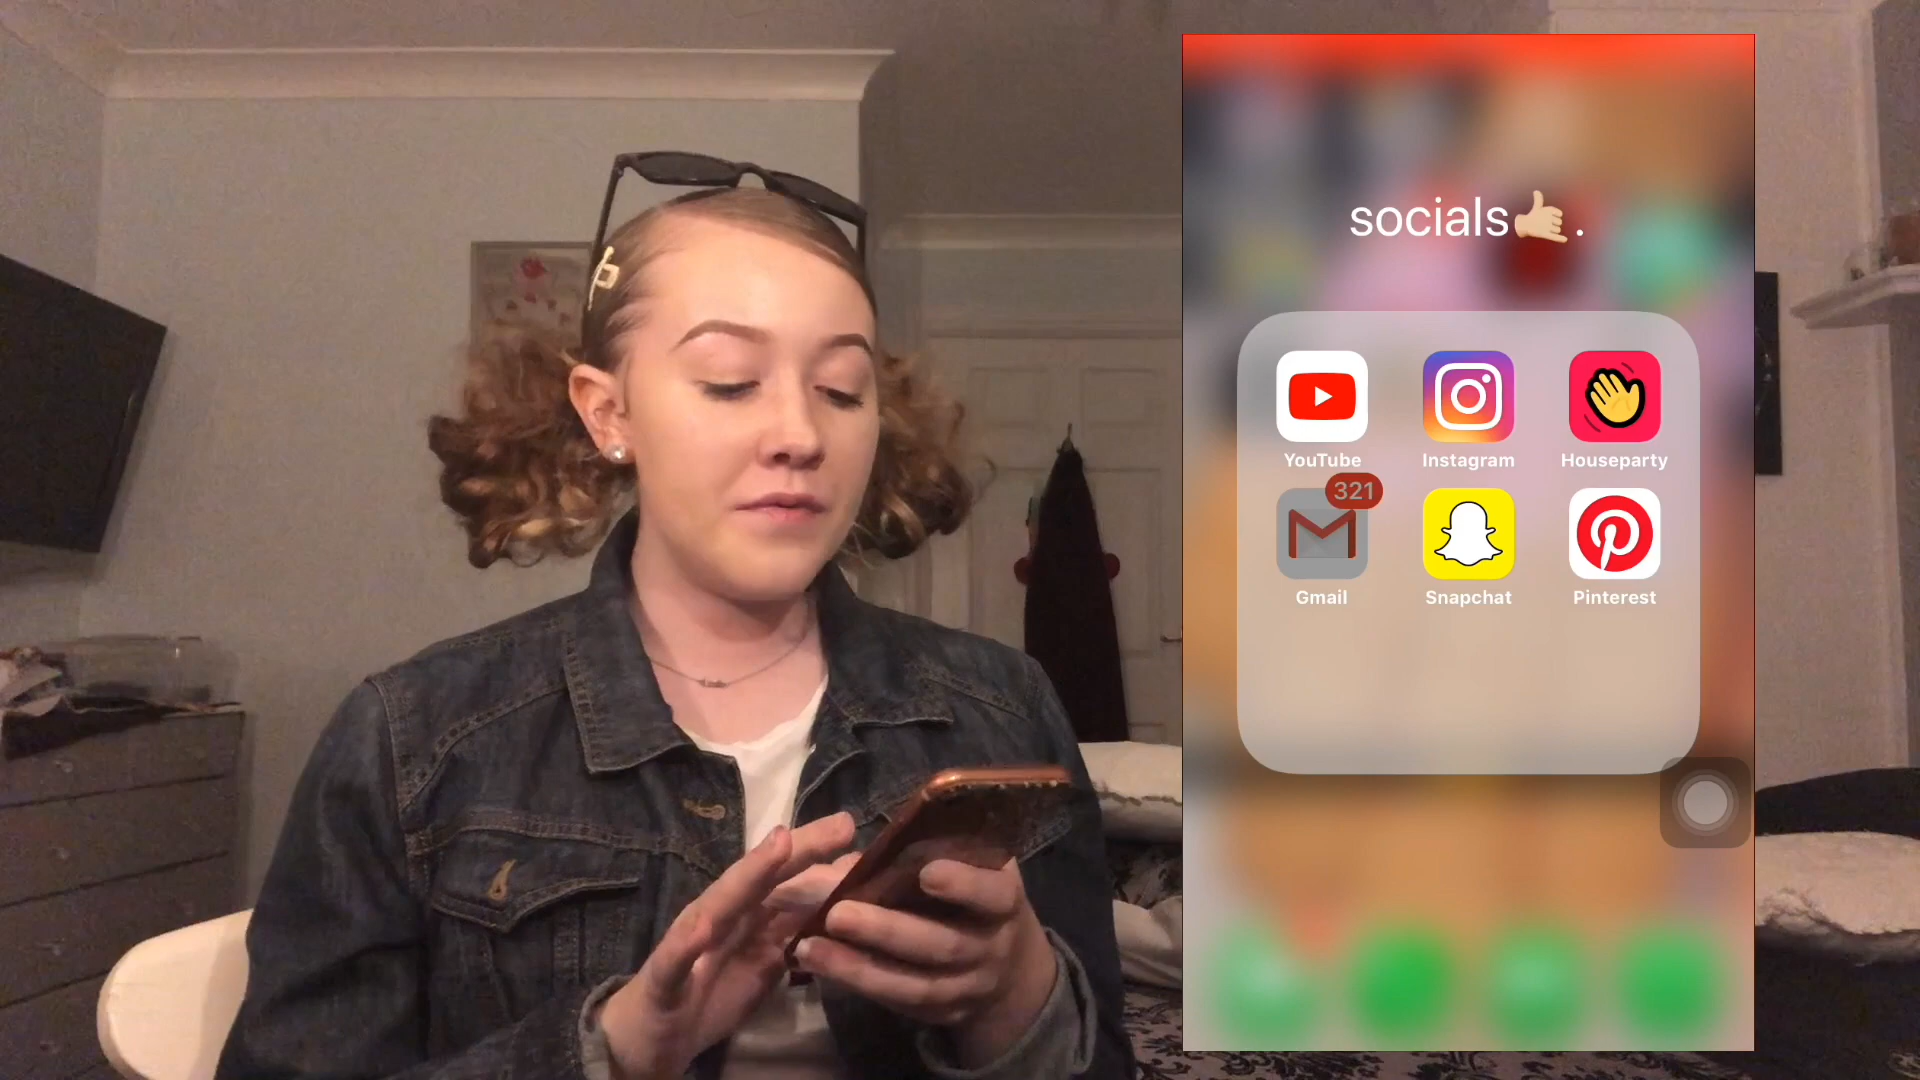 socials🤙🏼.
YouTube
Instagram
Houseparty
321
Gmail
Snapchat
Pinterest